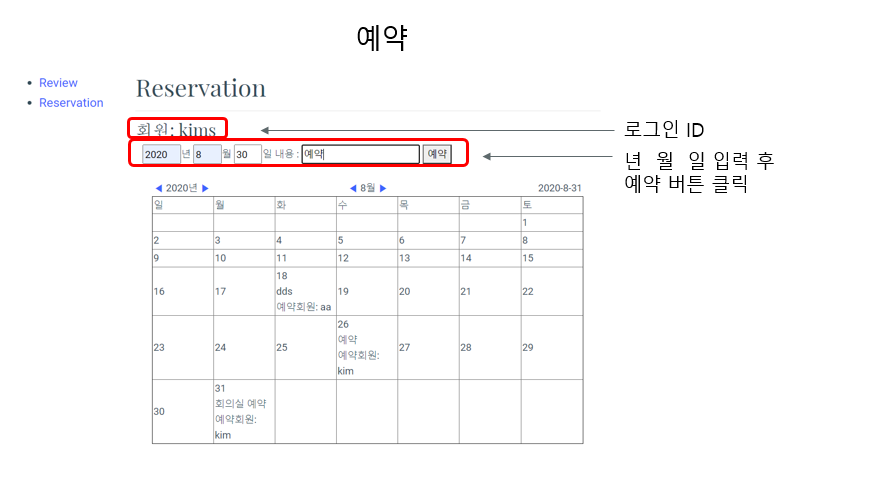 예약
Review
Reservation
Reservation
회원: kims
로그인 ID
2020 년 8 월 30 일 내용 : 예약 예약
년 월 일 입력 후
예약 버튼 클릭
◀ 2020년 ▶ ◀ 8월 ▶ 2020-8-31
일 월 화 수 목 금 토
1
2 3 4 5 6 7 8
9 10 11 12 13 14 15
16 17 18 19 20 21 22
dds
예약회원: aa
23 24 25 26 27 28 29
예약
예약회원:
kim
30 31
회의실 예약
예약회원:
kim